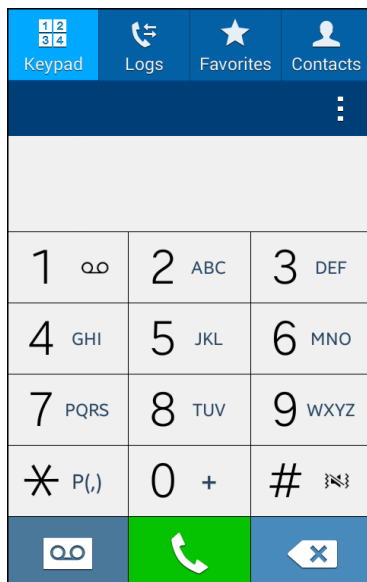 1 2
3 4
Keypad Logs Favorites Contacts
1 2 ABC 3 DEF
4 GHI 5 JKL 6 MNO
7 PQRS 8 TUV 9 WXYZ
* P(,) 0 + #